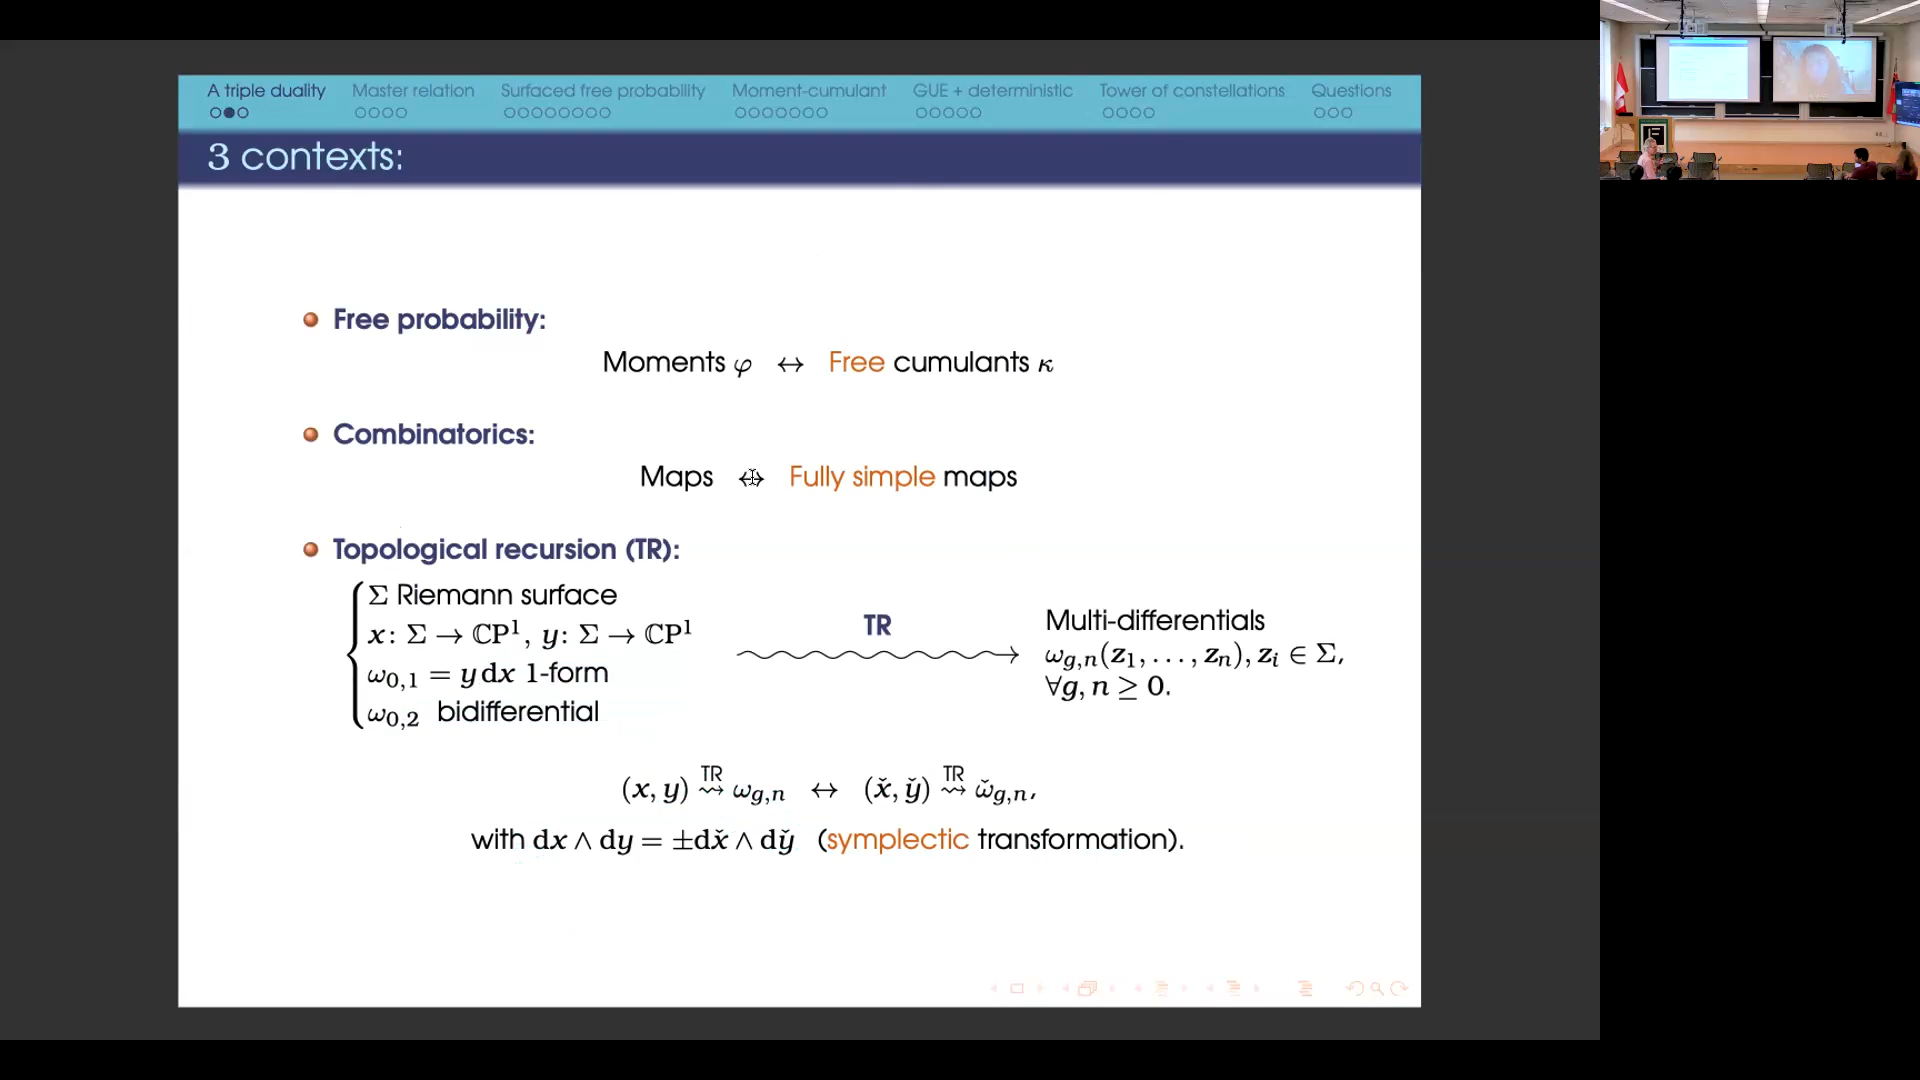 A triple duality Master relation Surfaced free probability Moment-cumulant GUE + deterministic Tower of constellations Questions
3 contexts:
Free probability:
Moments φ ↔ Free cumulants κ
Combinatorics:
Maps ↔ Fully simple maps
Topological recursion (TR):
Σ Riemann surface
x: Σ → ℂP¹, y: Σ → ℂP¹
ω₀,₁ = y dx 1-form
ω₀,₂ bidifferential
TR
Multi-differentials
ω_{g,n}(z₁, . . . , zₙ), zᵢ ∈ Σ,
∀g, n ≥ 0.
(x, y) TR ⇝ ω_{g,n} ↔ (x̌, y̌) TR ⇝ ω̌_{g,n},
with dx ∧ dy = ±dx̌ ∧ dy̌ (symplectic transformation).